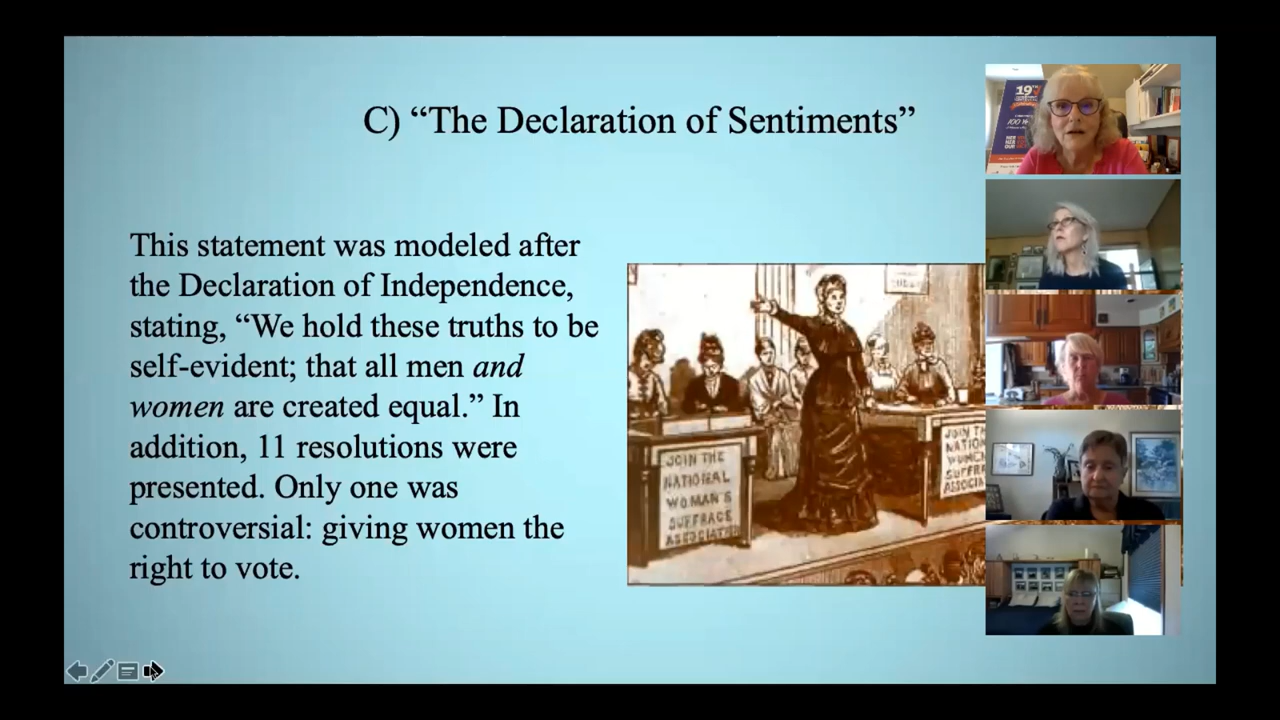 C) “The Declaration of Sentiments”
This statement was modeled after
the Declaration of Independence,
stating, “We hold these truths to be
self-evident; that all men and
women are created equal.” In
addition, 11 resolutions were
presented. Only one was
controversial: giving women the
right to vote.
JOIN THE
NATIONAL
WOMAN'S
SUFFRAGE
JOIN
19TH
100